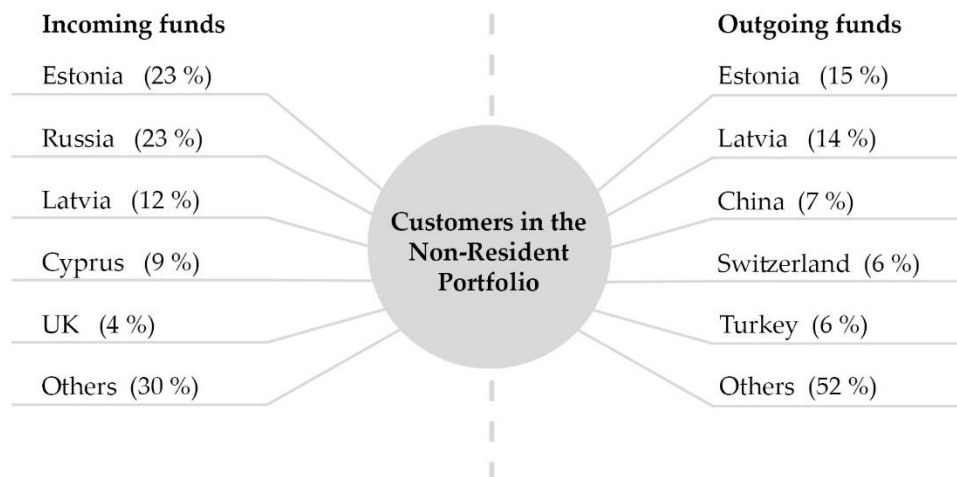 Incoming funds
Estonia (23 %)
Russia (23 %)
Latvia (12 %)
Cyprus (9 %)
UK (4 %)
Others (30 %)
Customers in the
Non-Resident
Portfolio
Outgoing funds
Estonia (15 %)
Latvia (14 %)
China (7 %)
Switzerland (6 %)
Turkey (6 %)
Others (52 %)